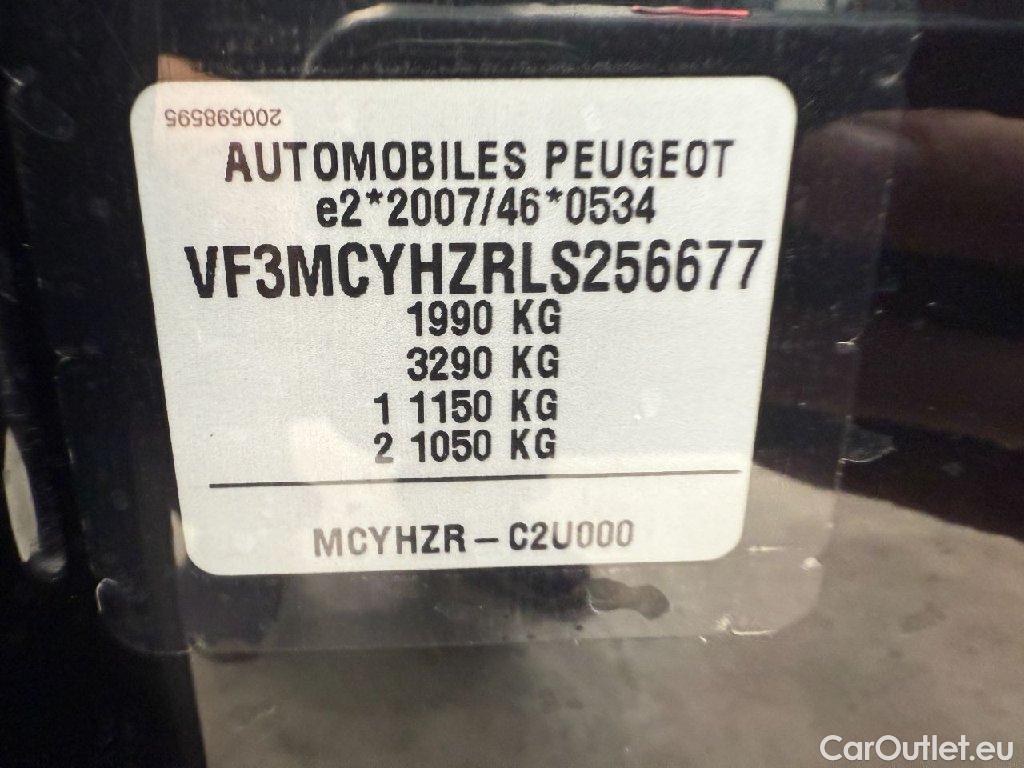 200598595
AUTOMOBILES PEUGEOT
e2*2007/46*0534
VF3MCYHZRLS256677
1990 KG
3290 KG
1 1150 KG
2 1050 KG
MCYHZR – C2U000
CarOutlet.eu